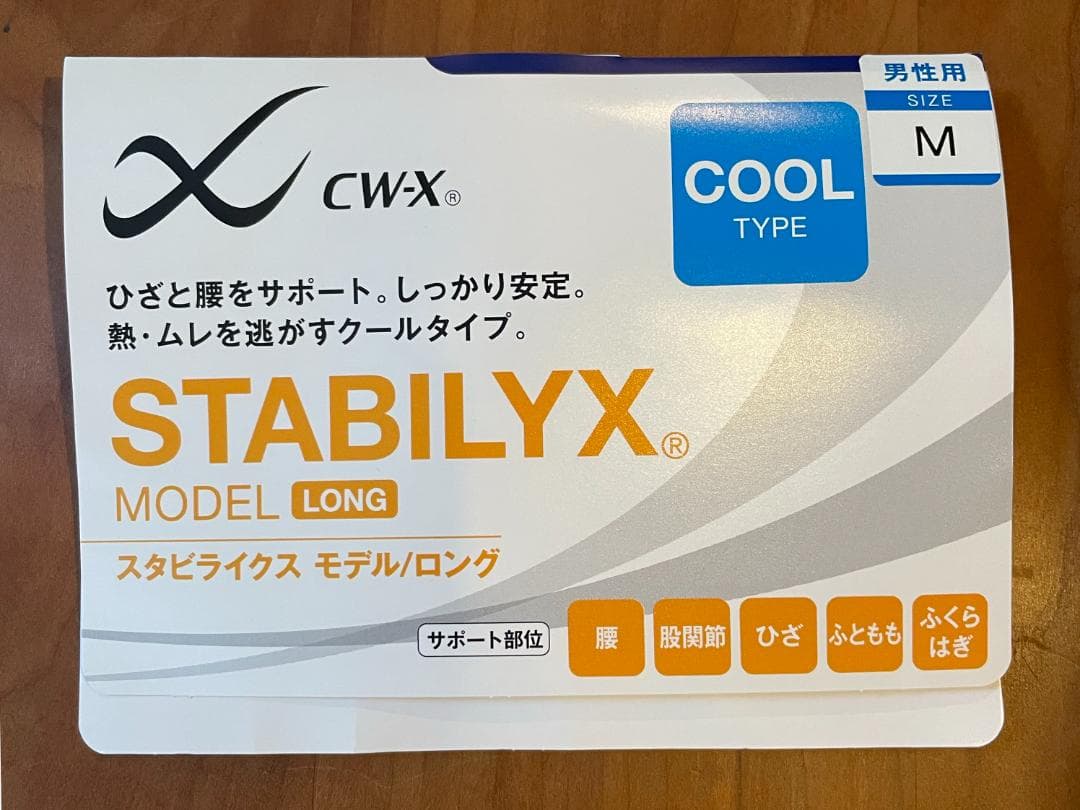 男性用
SIZE
M
COOL
TYPE
CW-X®
ひざと腰をサポート。しっかり安定。
熱・ムレを逃がすクールタイプ。
STABILYX®
MODEL LONG
スタビライクス モデル/ロング
サポート部位
腰
股関節
ひざ
ふともも
ふくら
はぎ